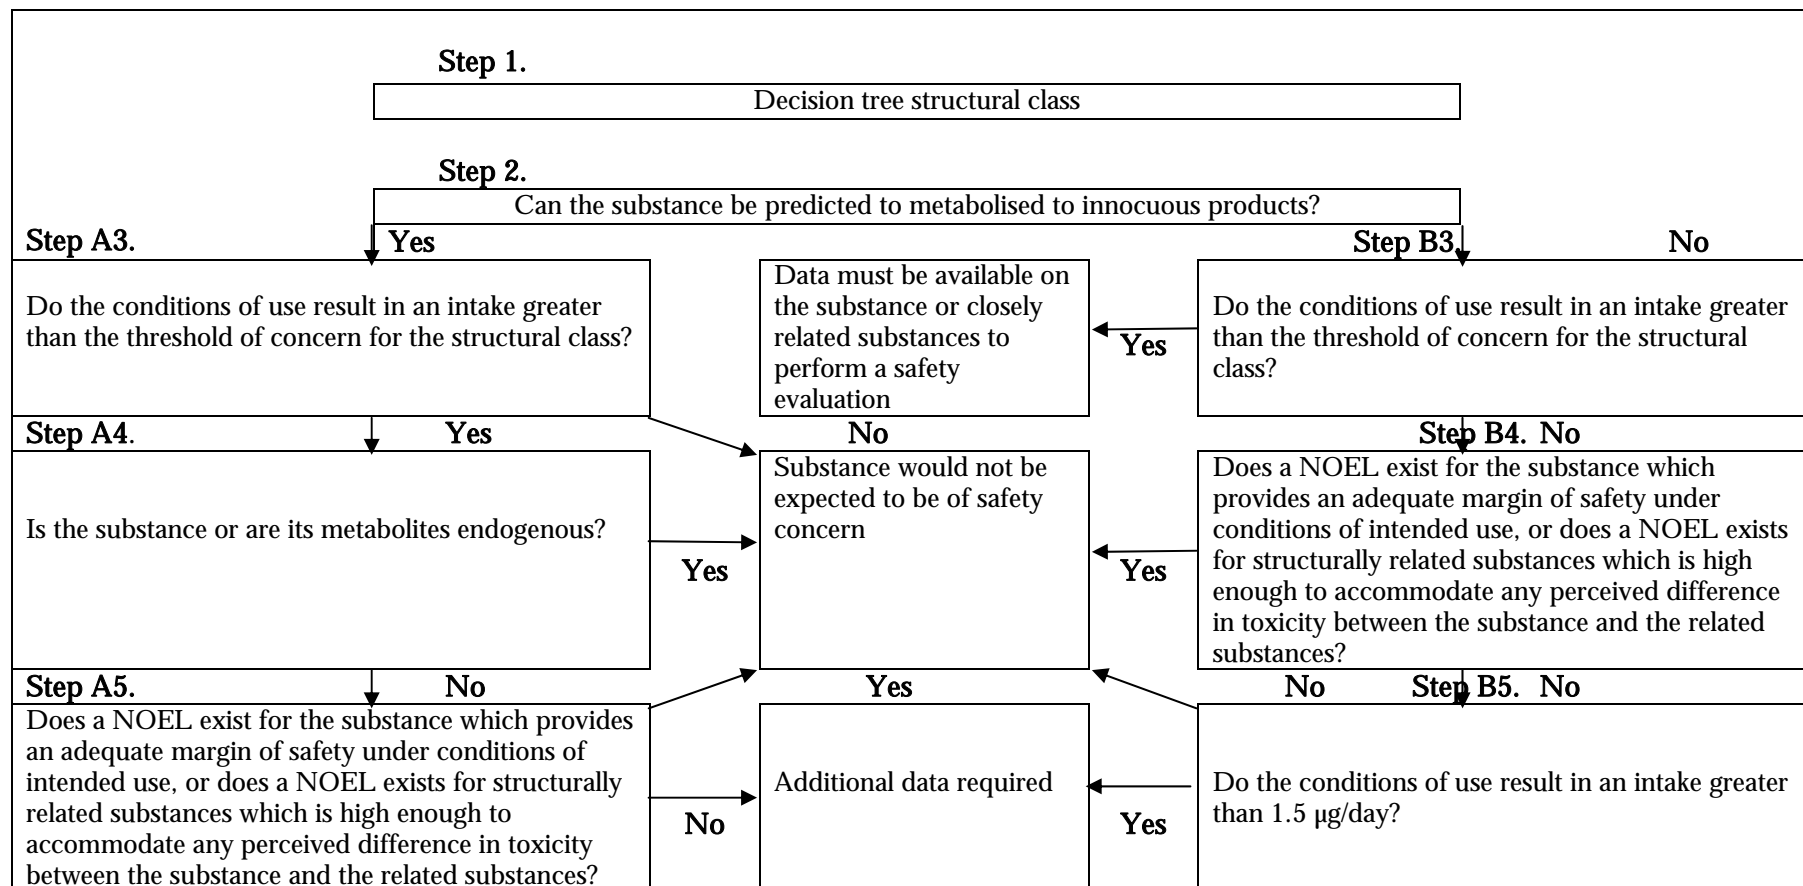 Step 1.
Decision tree structural class
Step 2.
Can the substance be predicted to metabolised to innocuous products?
Step A3.
Yes
Step B3.
No
Do the conditions of use result in an intake greater
than the threshold of concern for the structural class?
Data must be available on
the substance or closely
related substances to
perform a safety
evaluation
Yes
Do the conditions of use result in an intake greater
than the threshold of concern for the structural
class?
Step A4.
Yes
No
Step B4. No
Is the substance or are its metabolites endogenous?
Yes
Substance would not be
expected to be of safety
concern
Yes
Does a NOEL exist for the substance which
provides an adequate margin of safety under
conditions of intended use, or does a NOEL exists
for structurally related substances which is high
enough to accommodate any perceived difference
in toxicity between the substance and the related
substances?
Step A5.
No
Yes
No
Step B5. No
Does a NOEL exist for the substance which provides
an adequate margin of safety under conditions of
intended use, or does a NOEL exists for structurally
related substances which is high enough to
accommodate any perceived difference in toxicity
between the substance and the related substances?
No
Additional data required
Yes
Do the conditions of use result in an intake greater
than 1.5 μg/day?